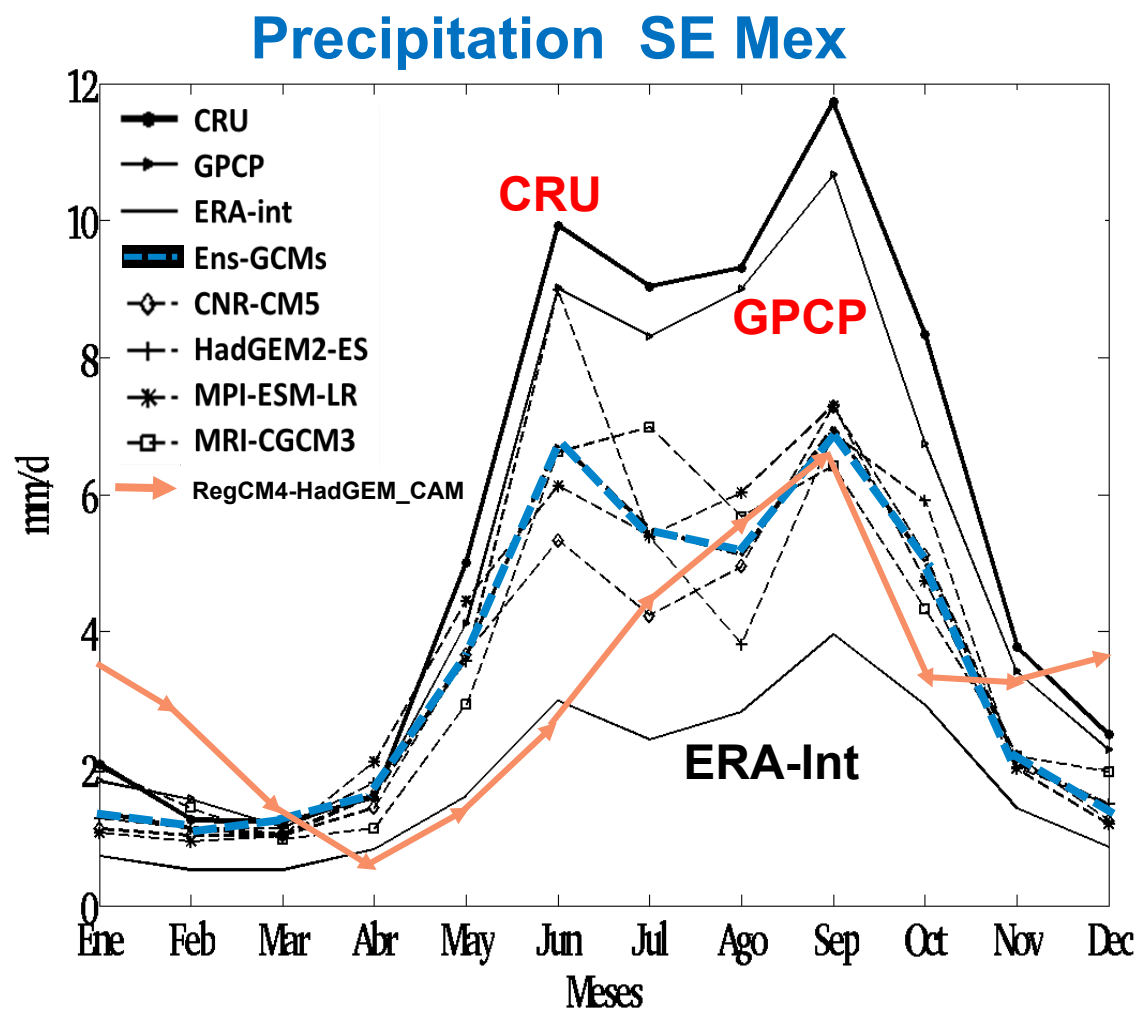 Precipitation SE Mex
12
10
8
6
4
2
0
mm/d
CRU
GPCP
ERA-int
Ens-GCMs
CNR-CM5
HadGEM2-ES
MPI-ESM-LR
MRI-CGCM3
RegCM4-HadGEM_CAM
CRU
GPCP
ERA-Int
Ene Feb Mar Abr May Jun Jul Ago Sep Oct Nov Dec
Meses